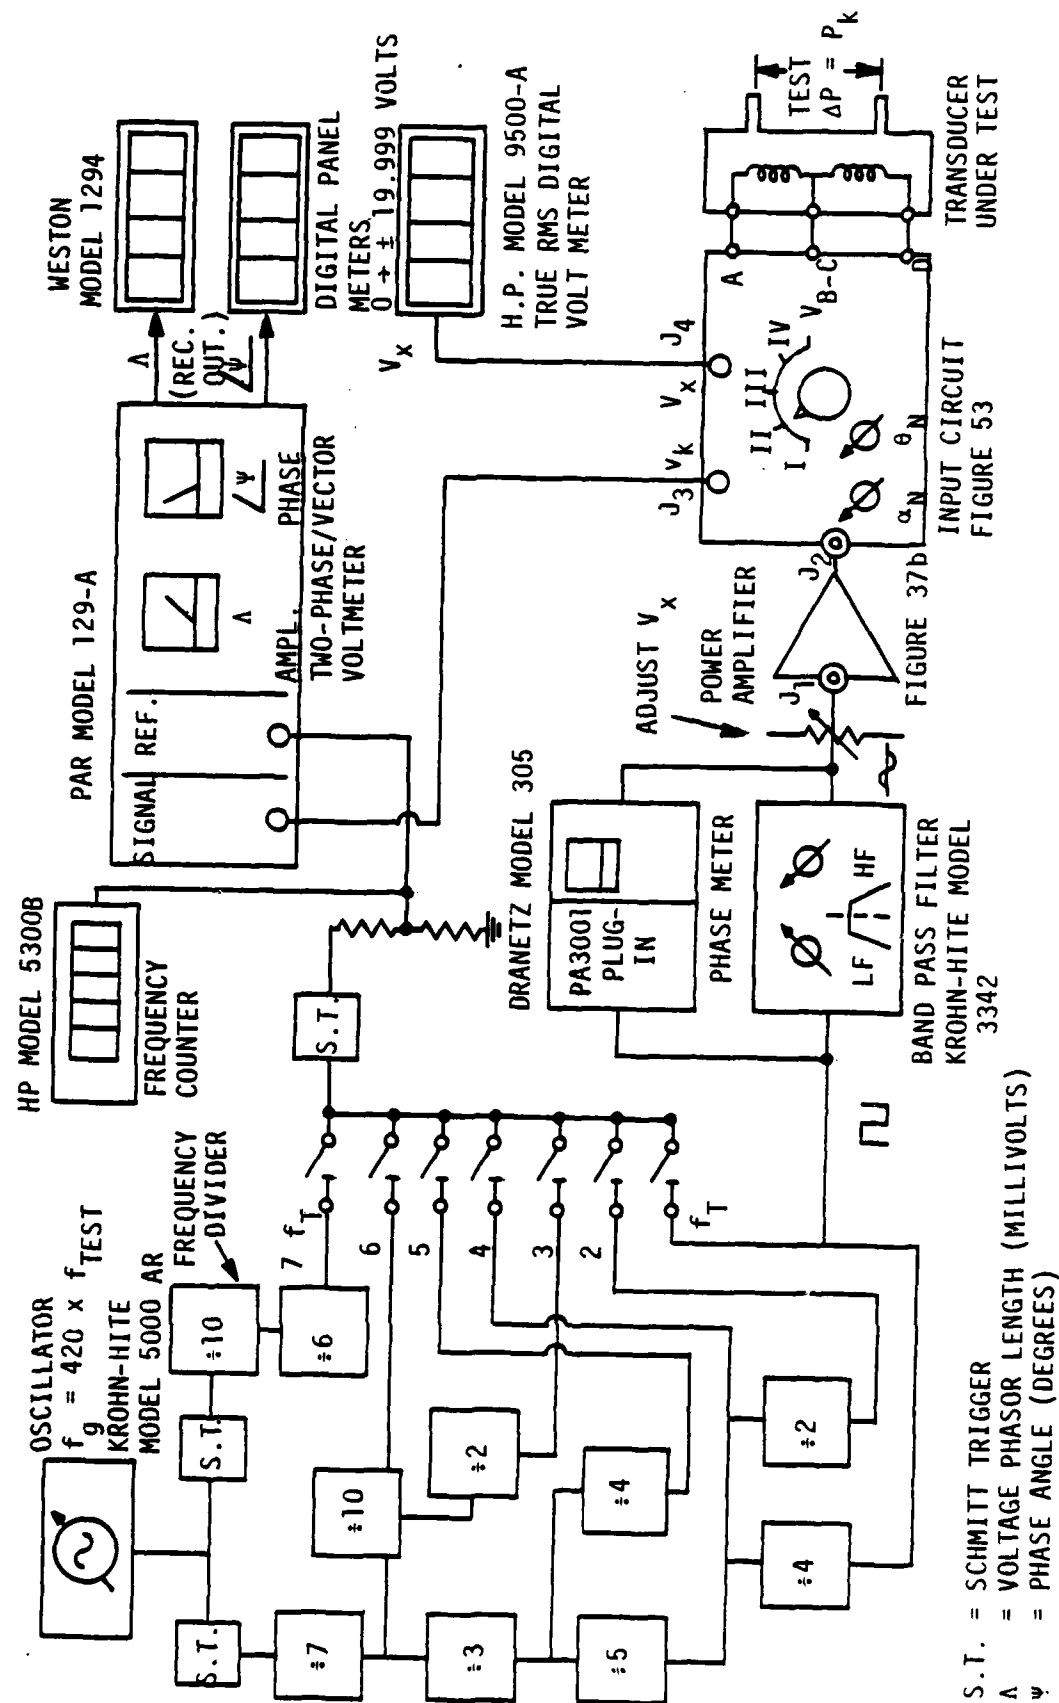 OSCILLATOR
f_g = 420 x f_TEST
KROHN-HITE
MODEL 5000 AR
FREQUENCY
DIVIDER
S.T.
S.T.
÷10
÷6
÷7
÷10
÷2
÷3
÷4
÷5
÷4
÷2
7 f_T
6
5
4
3
2
f_T
S.T.
HP MODEL 5300B
FREQUENCY
COUNTER
PAR MODEL 129-A
SIGNAL
REF.
Λ
AMPL.
Ψ
PHASE
TWO-PHASE/VECTOR
VOLTMETER
Λ
(REC.
OUT.)
Ψ
WESTON
MODEL 1294
DIGITAL PANEL
METERS
0 → ± 19.999 VOLTS
V_x
H.P. MODEL 9500-A
TRUE RMS DIGITAL
VOLT METER
DRANETZ MODEL 305
PA3001
PLUG-
IN
PHASE METER
LF
HF
BAND PASS FILTER
KROHN-HITE MODEL
3342
ADJUST V_x
POWER
AMPLIFIER
J_1
J_2
FIGURE 37b
J_3
V_k
V_x
J_4
I
II
III
IV
α_N
θ_N
A
V_B-C
D
INPUT CIRCUIT
FIGURE 53
TEST
ΔP = P_k
TRANSDUCER
UNDER TEST
S.T. = SCHMITT TRIGGER
Λ = VOLTAGE PHASOR LENGTH (MILLIVOLTS)
Ψ = PHASE ANGLE (DEGREES)